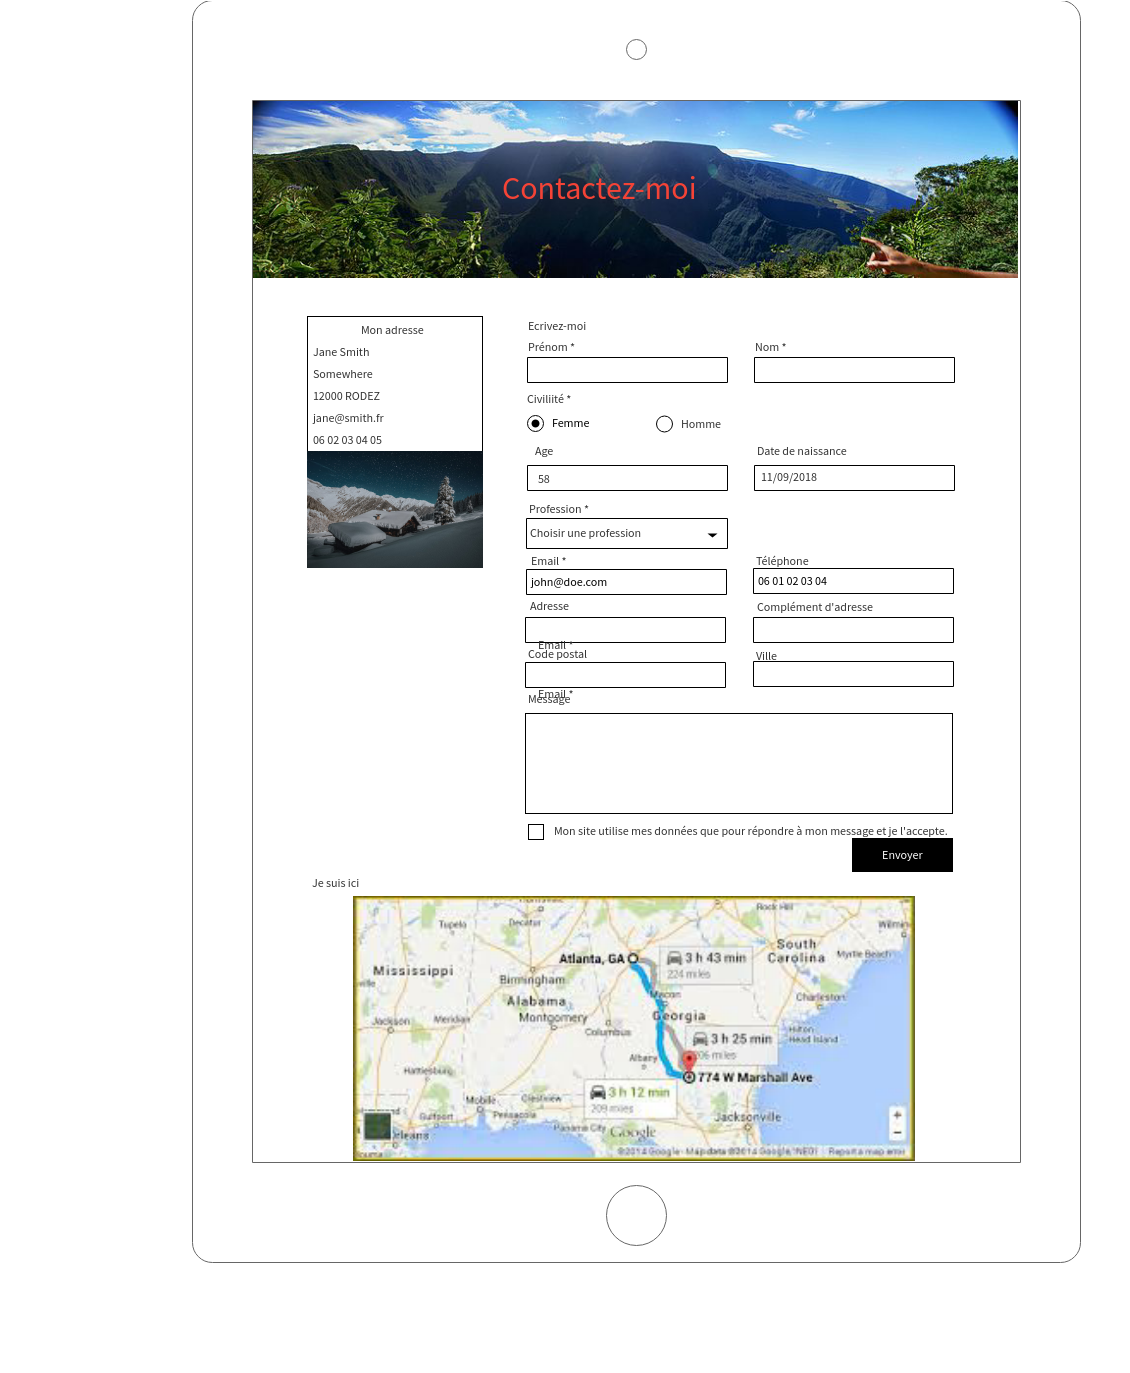 Contactez-moi
Mon adresse
Jane Smith
Somewhere
12000 RODEZ
jane@smith.fr
06 02 03 04 05
Ecrivez-moi
Prénom *
Nom *
Civiliité *
Femme
Homme
Age
Date de naissance
58
11/09/2018
Profession *
Choisir une profession
Email *
Téléphone
john@doe.com
06 01 02 03 04
Adresse
Complément d'adresse
Email *
Code postal
Ville
Email *
Message
Mon site utilise mes données que pour répondre à mon message et je l'accepte.
Envoyer
Je suis ici
Rock Hill
Tupelo
Decatur
Wilmin
South
Carolina
Myrtle Beach
Atlanta, GA
3 h 43 min
224 miles
Mississippi
ville
Birmingham
Alabama
Macon
Charleston
Jackson
Meridian
Montgomery
Columbus
Georgia
Hilton
Head Island
3 h 25 min
206 miles
Albany
774 W Marshall Ave
Hattiesburg
3 h 12 min
209 miles
Mobile
Crestview
Gulfport
Pensacola
Panama City
Google
Jacksonville
+
−
rleans
©2014 Google - Map data ©2014 Google, INEGI
Report a map error